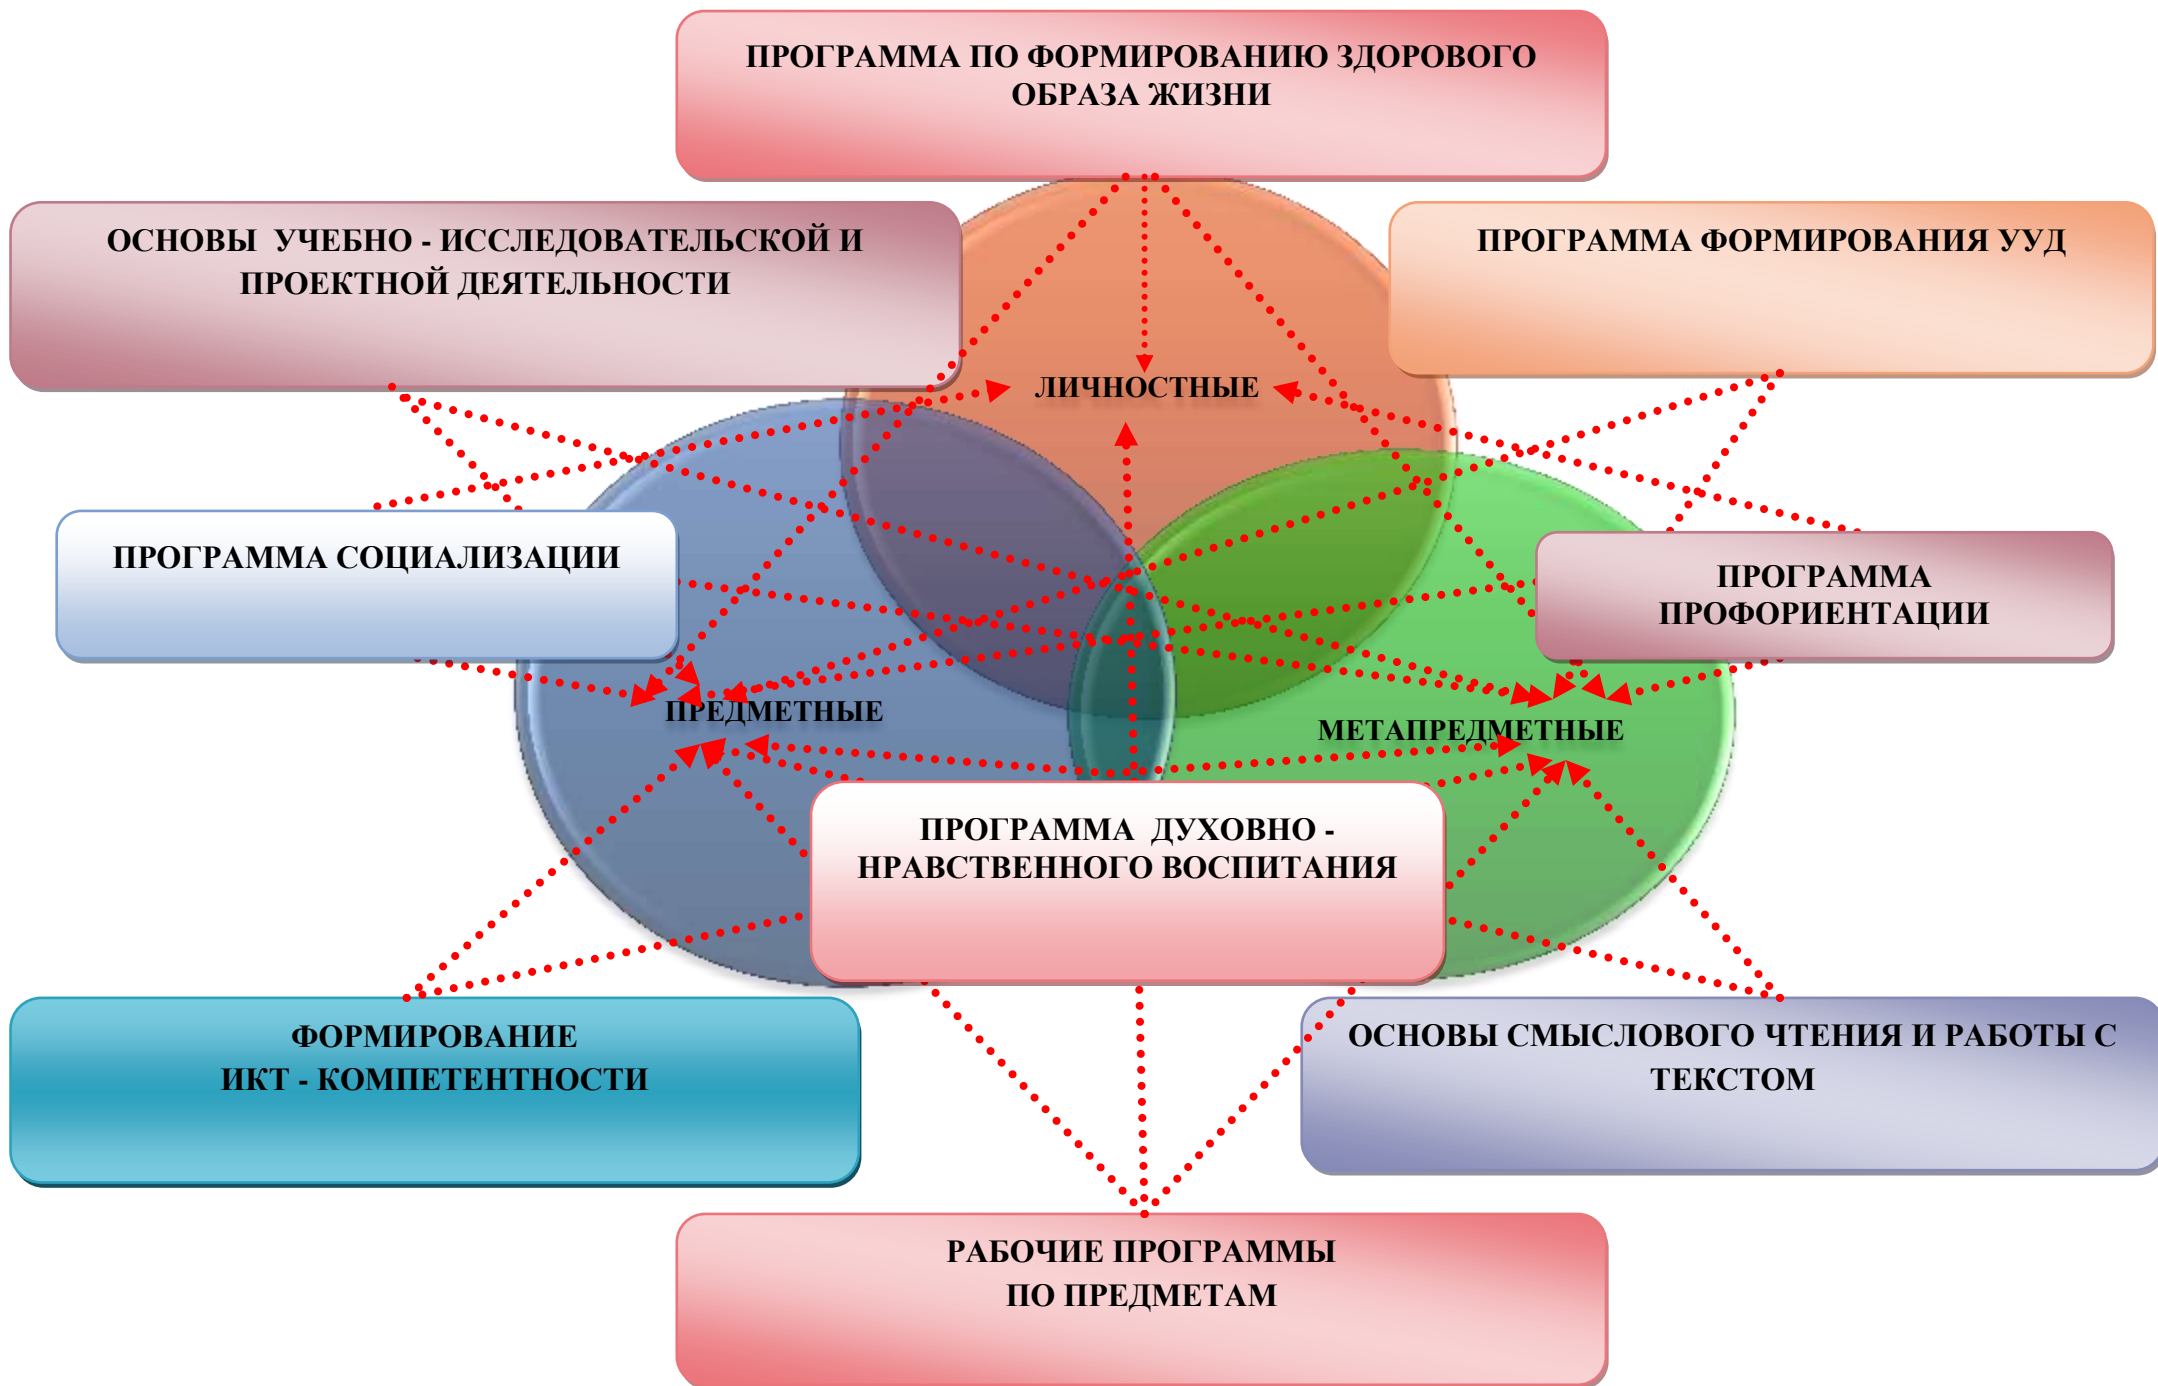 ПРОГРАММА ПО ФОРМИРОВАНИЮ ЗДОРОВОГО
ОБРАЗА ЖИЗНИ
ОСНОВЫ УЧЕБНО - ИССЛЕДОВАТЕЛЬСКОЙ И
ПРОЕКТНОЙ ДЕЯТЕЛЬНОСТИ
ПРОГРАММА ФОРМИРОВАНИЯ УУД
ЛИЧНОСТНЫЕ
ПРОГРАММА СОЦИАЛИЗАЦИИ
ПРОГРАММА
ПРОФОРИЕНТАЦИИ
ПРЕДМЕТНЫЕ
МЕТАПРЕДМЕТНЫЕ
ПРОГРАММА ДУХОВНО -
НРАВСТВЕННОГО ВОСПИТАНИЯ
ФОРМИРОВАНИЕ
ИКТ - КОМПЕТЕНТНОСТИ
ОСНОВЫ СМЫСЛОВОГО ЧТЕНИЯ И РАБОТЫ С
ТЕКСТОМ
РАБОЧИЕ ПРОГРАММЫ
ПО ПРЕДМЕТАМ